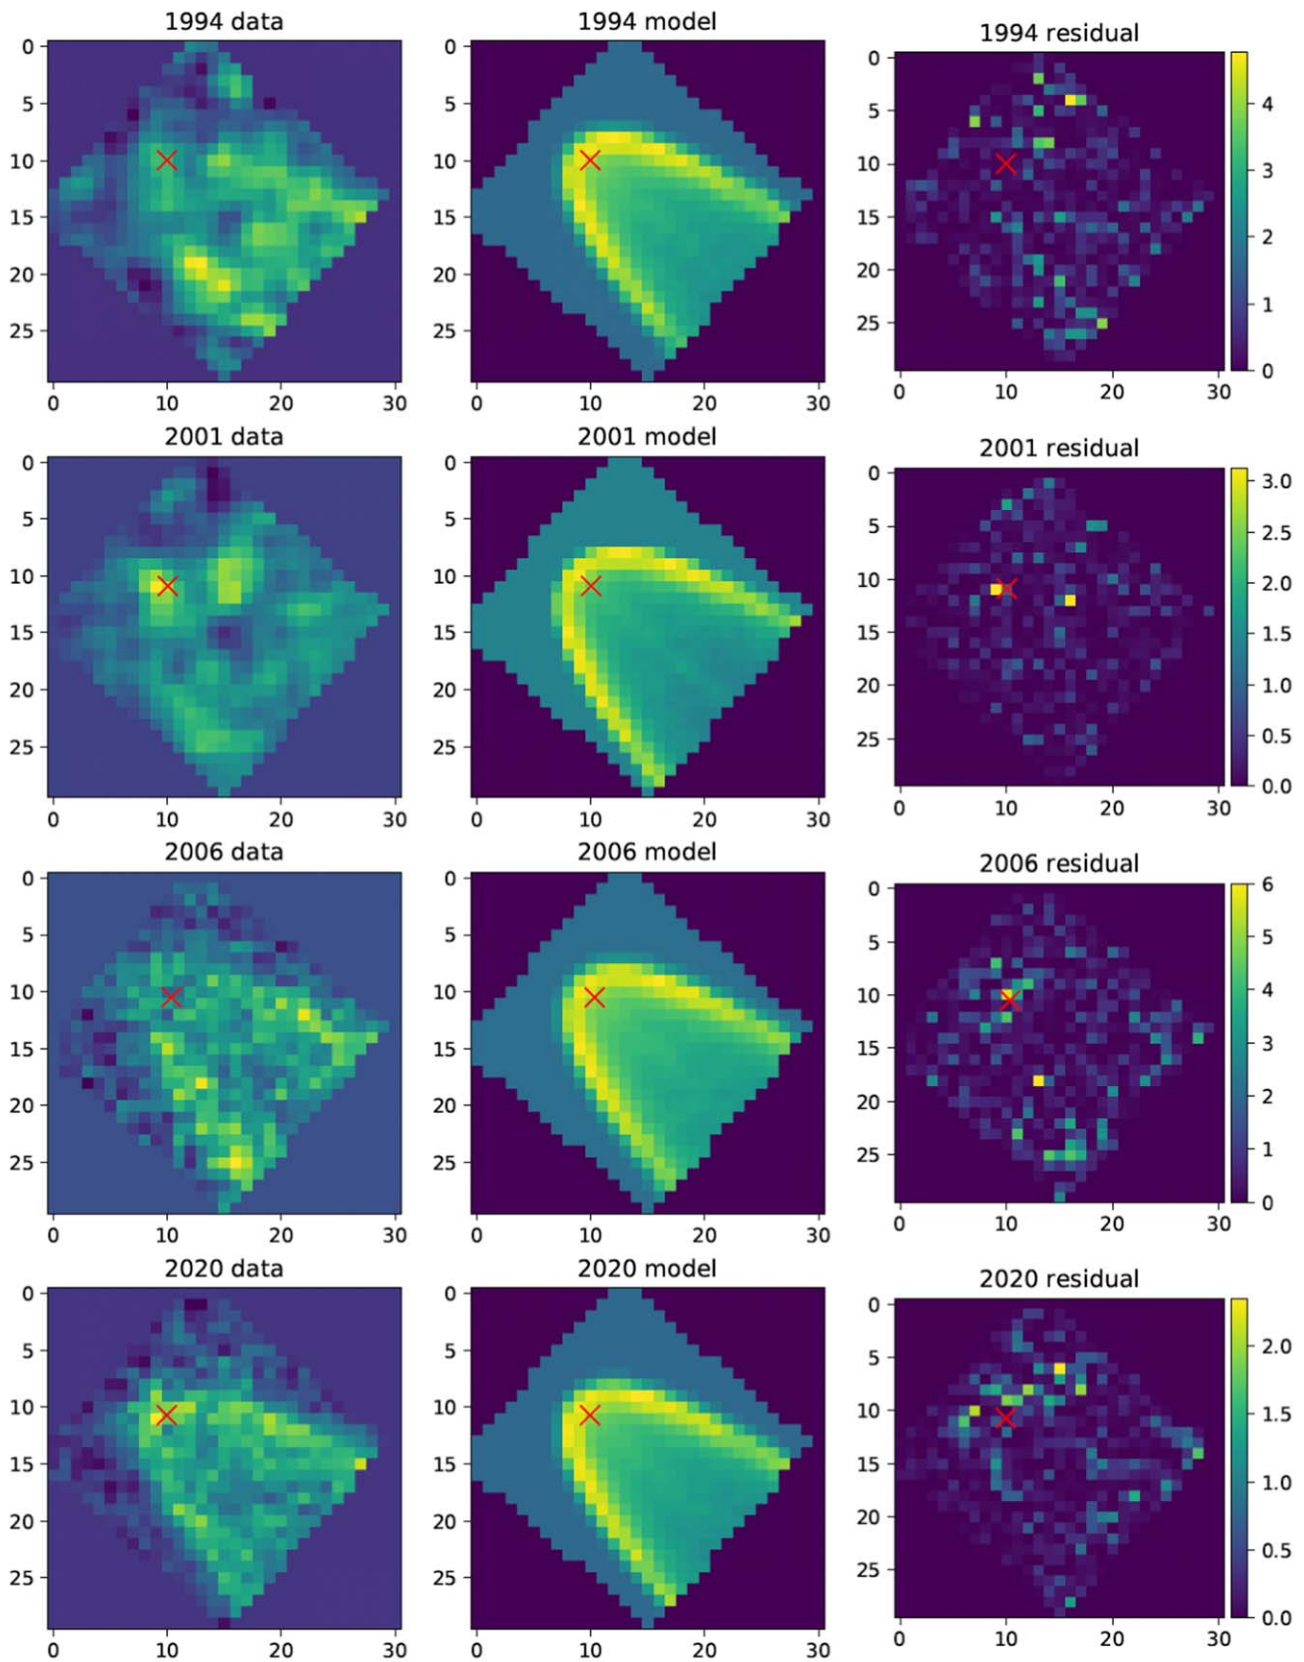 1994 data 1994 model 1994 residual
0 0 0
5 5 5 4
10 10 10 3
15 15 15 2
20 20 20 1
25 25 25 0
0 10 20 30 0 10 20 30 0 10 20 30
2001 data 2001 model 2001 residual
0 0 0 3.0
5 5 5 2.5
10 10 10 2.0
15 15 15 1.5
20 20 20 1.0
25 25 25 0.5
0.0
0 10 20 30 0 10 20 30 0 10 20 30
2006 data 2006 model 2006 residual
0 0 0 6
5 5 5 5
10 10 10 4
15 15 15 3
20 20 20 2
25 25 25 1
0
0 10 20 30 0 10 20 30 0 10 20 30
2020 data 2020 model 2020 residual
0 0 0
5 5 5 2.0
10 10 10 1.5
15 15 15 1.0
20 20 20 0.5
25 25 25 0.0
0 10 20 30 0 10 20 30 0 10 20 30